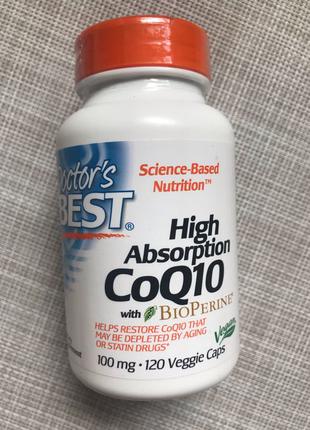 Doctor's
BEST®
Science-Based
Nutrition™
High
Absorption
CoQ10
with BIOPERINE®
HELPS RESTORE CoQ10 THAT
MAY BE DEPLETED BY AGING
OR STATIN DRUGS*
Vegan
100 mg • 120 Veggie Caps